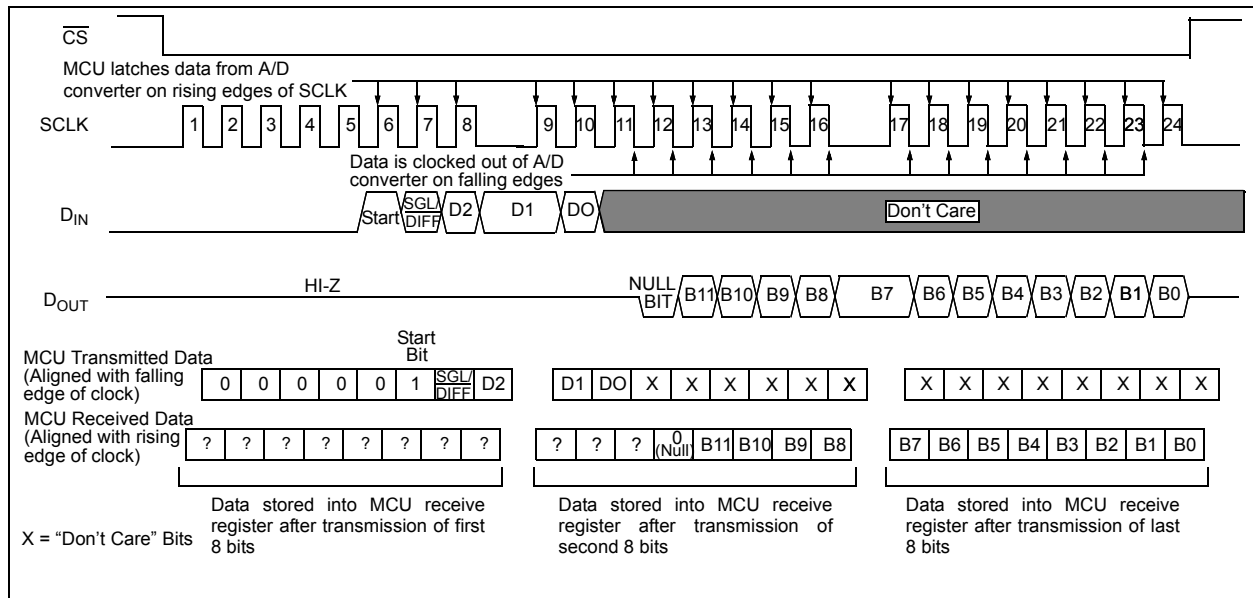 CS
MCU latches data from A/D
converter on rising edges of SCLK
SCLK
1 2 3 4 5 6 7 8 9 10 11 12 13 14 15 16 17 18 19 20 21 22 23 24
Data is clocked out of A/D
converter on falling edges
DIN
Start SGL/DIFF D2 D1 DO Don't Care
HI-Z
DOUT
NULL BIT B11 B10 B9 B8 B7 B6 B5 B4 B3 B2 B1 B0
Start
Bit
MCU Transmitted Data
(Aligned with falling
edge of clock)
0 0 0 0 0 1 SGL/DIFF D2 D1 DO X X X X X X X X X X X X X X
MCU Received Data
(Aligned with rising
edge of clock)
? ? ? ? ? ? ? ? ? ? ? 0 (Null) B11 B10 B9 B8 B7 B6 B5 B4 B3 B2 B1 B0
Data stored into MCU receive
register after transmission of first
8 bits
Data stored into MCU receive
register after transmission of
second 8 bits
Data stored into MCU receive
register after transmission of last
8 bits
X = “Don't Care” Bits